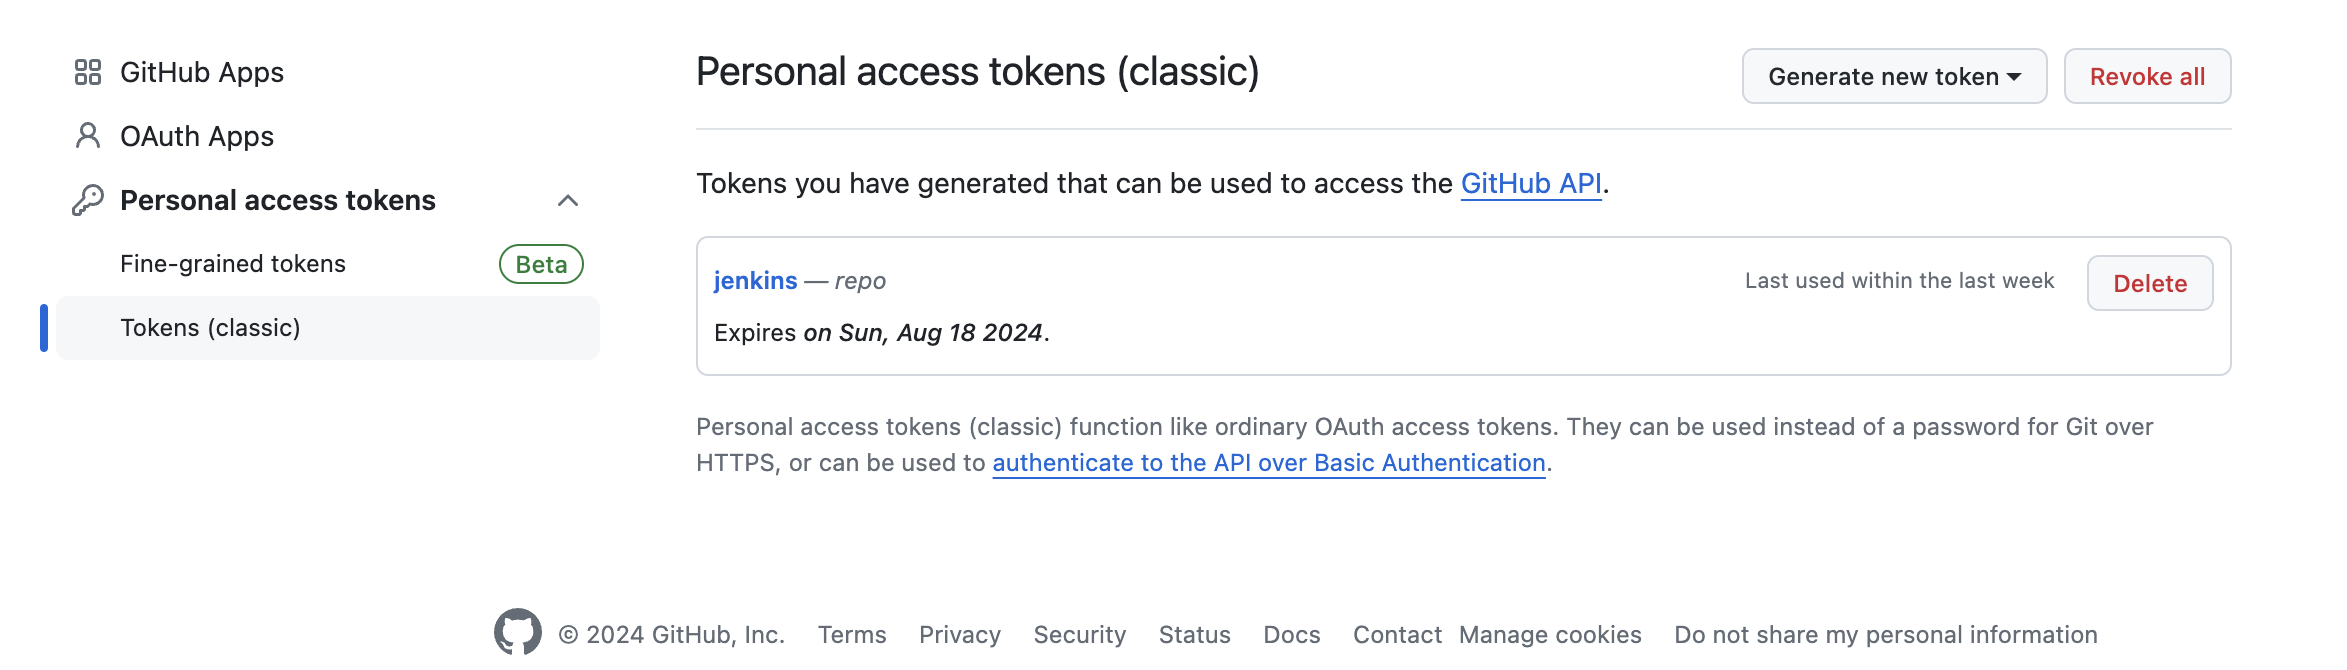 GitHub Apps
OAuth Apps
Personal access tokens
Fine-grained tokens Beta
Tokens (classic)
Personal access tokens (classic)
Generate new token
Revoke all
Tokens you have generated that can be used to access the GitHub API.
jenkins — repo
Last used within the last week
Delete
Expires on Sun, Aug 18 2024.
Personal access tokens (classic) function like ordinary OAuth access tokens. They can be used instead of a password for Git over
HTTPS, or can be used to authenticate to the API over Basic Authentication.
© 2024 GitHub, Inc. Terms Privacy Security Status Docs Contact Manage cookies Do not share my personal information